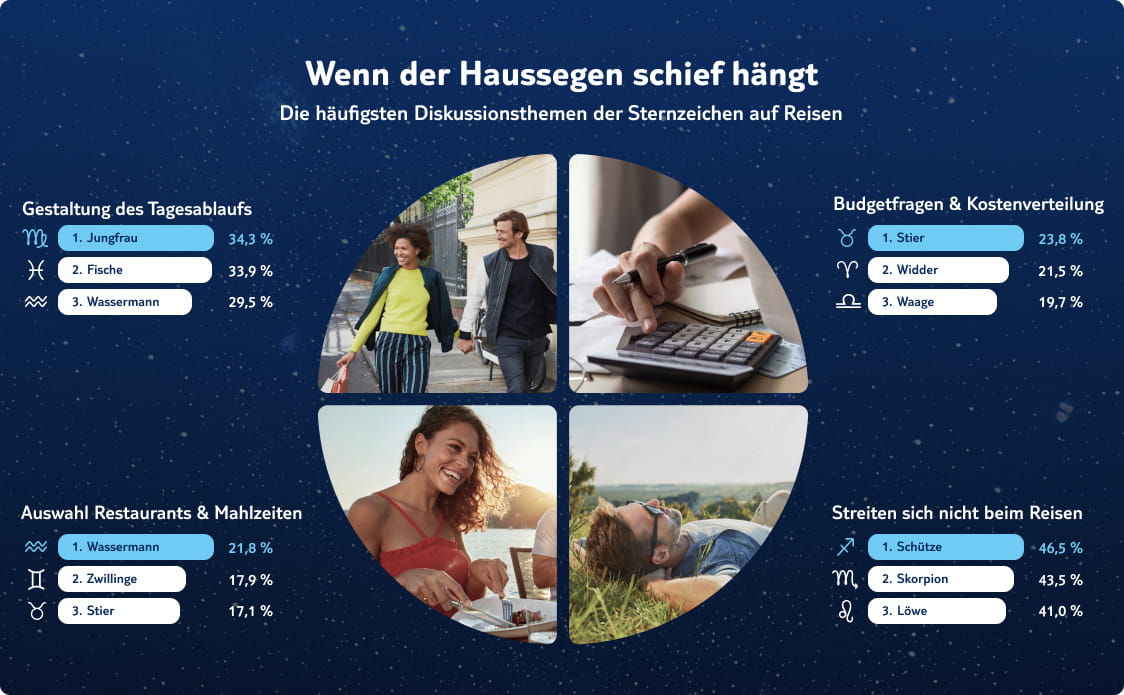 Wenn der Haussegen schief hängt
Die häufigsten Diskussionsthemen der Sternzeichen auf Reisen
Gestaltung des Tagesablaufs
1. Jungfrau 34,3 %
2. Fische 33,9 %
3. Wassermann 29,5 %
Budgetfragen & Kostenverteilung
1. Stier 23,8 %
2. Widder 21,5 %
3. Waage 19,7 %
Auswahl Restaurants & Mahlzeiten
1. Wassermann 21,8 %
2. Zwillinge 17,9 %
3. Stier 17,1 %
Streiten sich nicht beim Reisen
1. Schütze 46,5 %
2. Skorpion 43,5 %
3. Löwe 41,0 %